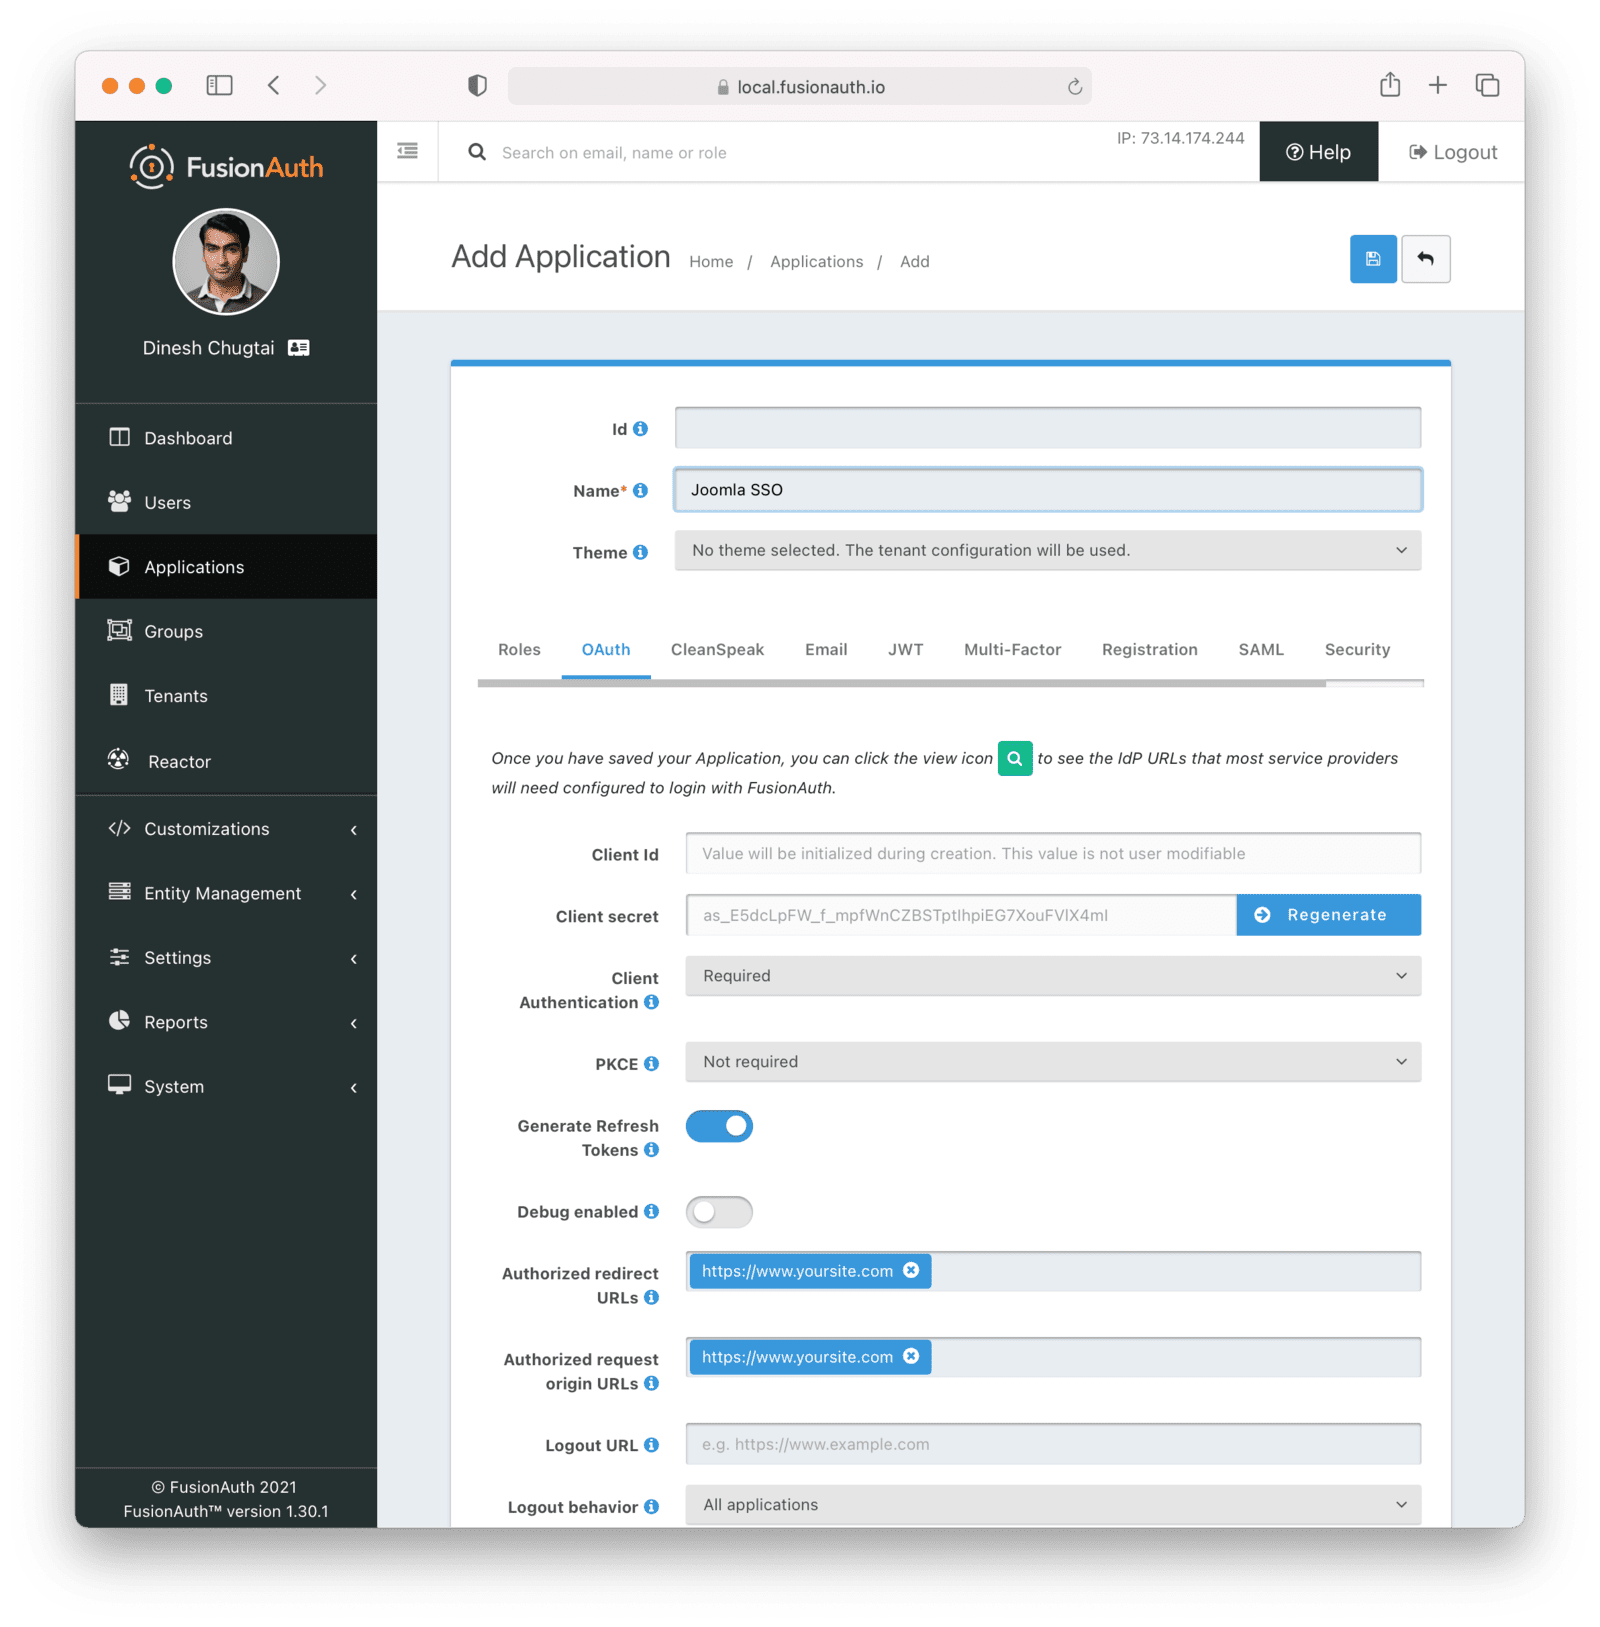 local.fusionauth.io
FusionAuth
Search on email, name or role
IP: 73.14.174.244
Help
Logout
Dinesh Chugtai
Dashboard
Users
Applications
Groups
Tenants
Reactor
Customizations
Entity Management
Settings
Reports
System
© FusionAuth 2021
FusionAuth™ version 1.30.1
Add Application
Home / Applications / Add
Id
Name* Joomla SSO
Theme No theme selected. The tenant configuration will be used.
Roles OAuth CleanSpeak Email JWT Multi-Factor Registration SAML Security
Once you have saved your Application, you can click the view icon to see the IdP URLs that most service providers
will need configured to login with FusionAuth.
Client Id Value will be initialized during creation. This value is not user modifiable
Client secret as_E5dcLpFW_f_mpfWnCZBSTptIhpiEG7XouFVIX4mI Regenerate
Client
Authentication Required
PKCE Not required
Generate Refresh
Tokens
Debug enabled
Authorized redirect
URLs https://www.yoursite.com
Authorized request
origin URLs https://www.yoursite.com
Logout URL e.g. https://www.example.com
Logout behavior All applications